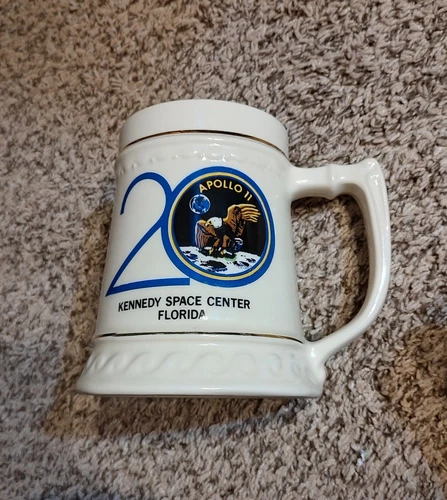 20
APOLLO 11
KENNEDY SPACE CENTER
FLORIDA